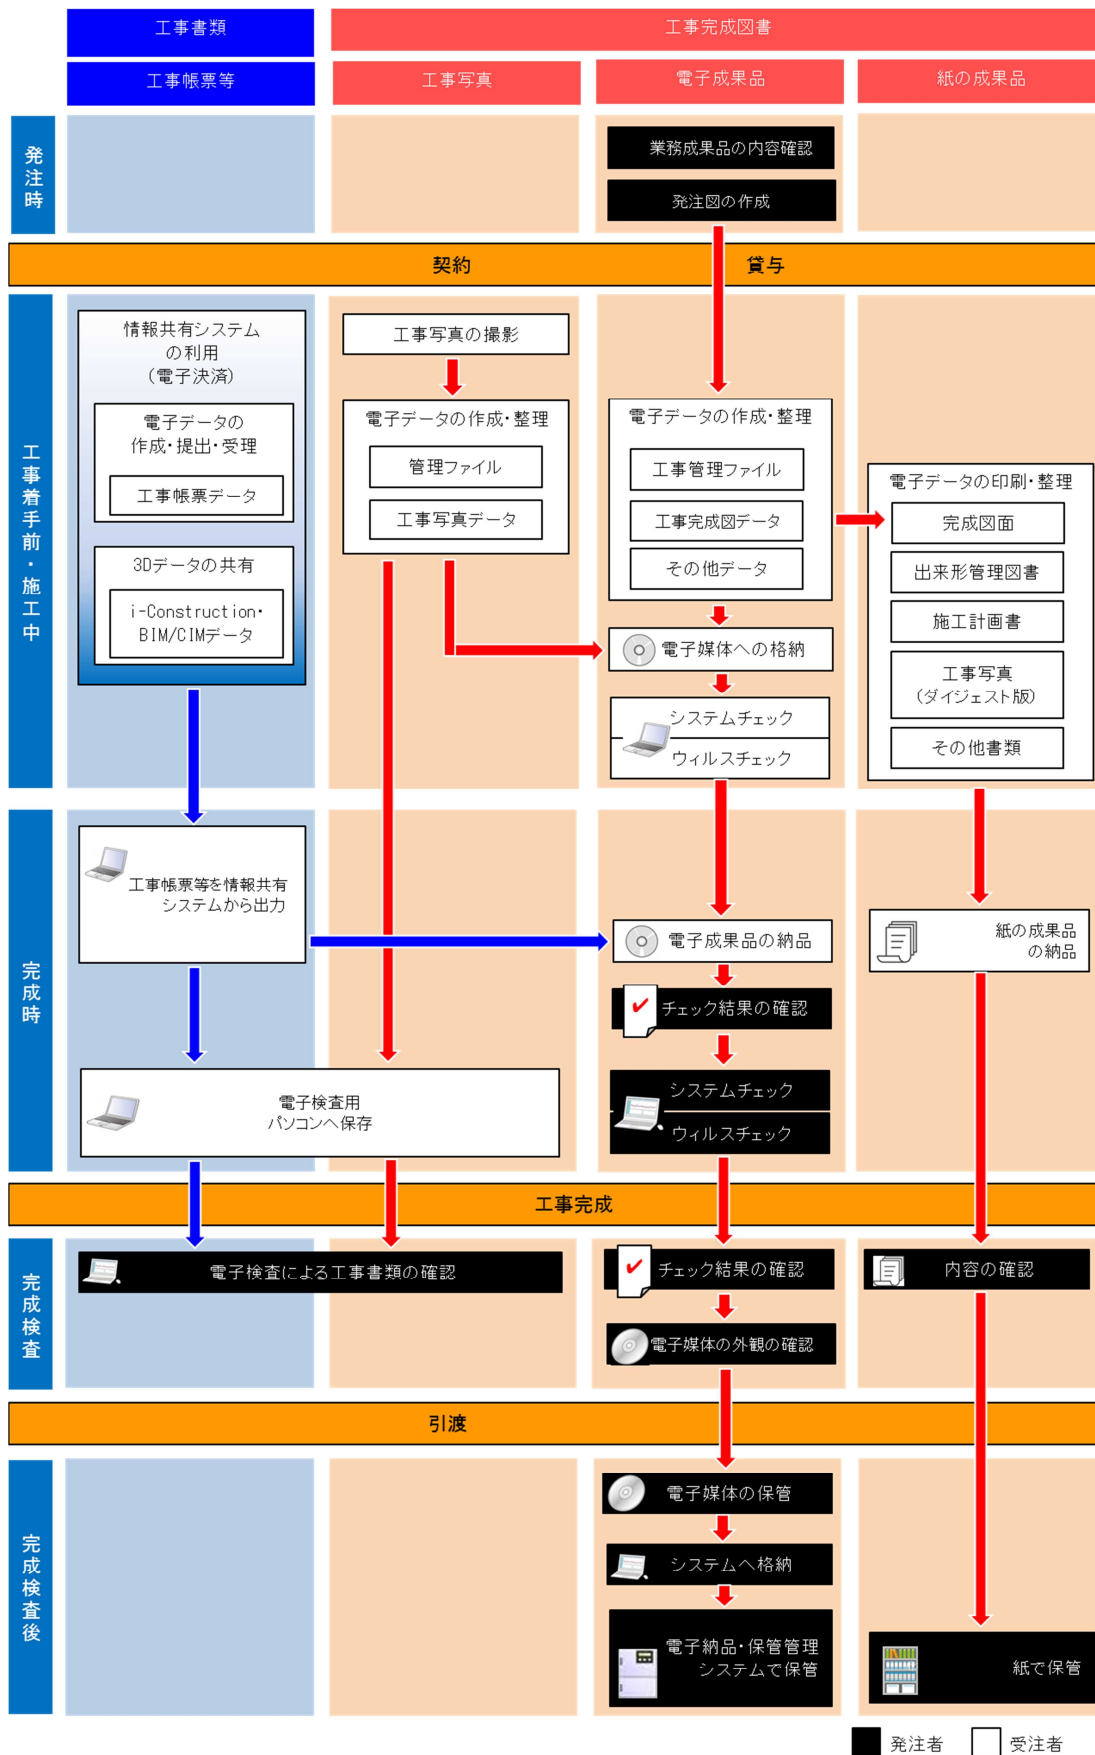 工事書類
工事完成図書
工事帳票等
工事写真
電子成果品
紙の成果品
発注時
業務成果品の内容確認
発注図の作成
契約
貸与
工事着手前・施工中
情報共有システム
の利用
(電子決済)
電子データの
作成・提出・受理
工事帳票データ
3Dデータの共有
i-Construction・
BIM/CIMデータ
工事写真の撮影
電子データの作成・整理
管理ファイル
工事写真データ
電子データの作成・整理
工事管理ファイル
工事完成図データ
その他データ
電子媒体への格納
システムチェック
ウィルスチェック
電子データの印刷・整理
完成図面
出来形管理図書
施工計画書
工事写真
(ダイジェスト版)
その他書類
完成時
工事帳票等を情報共有
システムから出力
電子成果品の納品
チェック結果の確認
システムチェック
ウィルスチェック
紙の成果品
の納品
電子検査用
パソコンへ保存
工事完成
完成検査
電子検査による工事書類の確認
チェック結果の確認
電子媒体の外観の確認
内容の確認
引渡
完成検査後
電子媒体の保管
システムへ格納
電子納品・保管管理
システムで保管
紙で保管
発注者
受注者